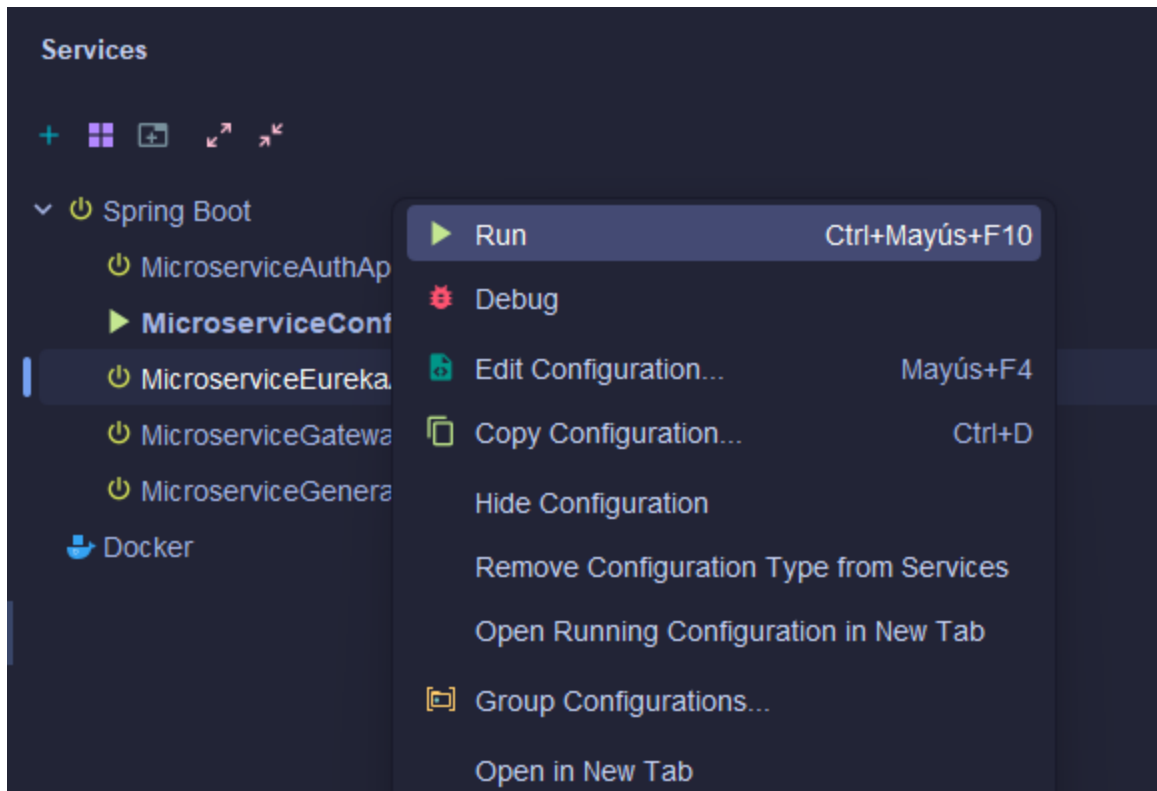 Services
Spring Boot
MicroserviceAuthAp
MicroserviceConf
MicroserviceEureka
MicroserviceGatewa
MicroserviceGenera
Docker
Run Ctrl+Mayús+F10
Debug
Edit Configuration... Mayús+F4
Copy Configuration... Ctrl+D
Hide Configuration
Remove Configuration Type from Services
Open Running Configuration in New Tab
Group Configurations...
Open in New Tab